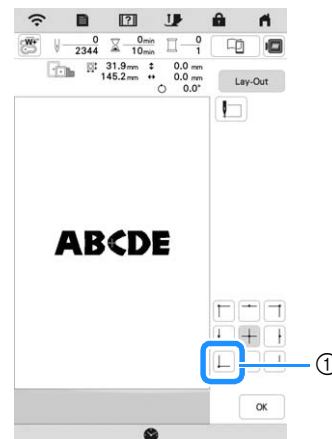 W+ 0 0min 0
2344 10min 1
31.9mm 0.0 mm
145.2mm 0.0 mm
0.0°
Lay-Out
ABCDE
①
OK